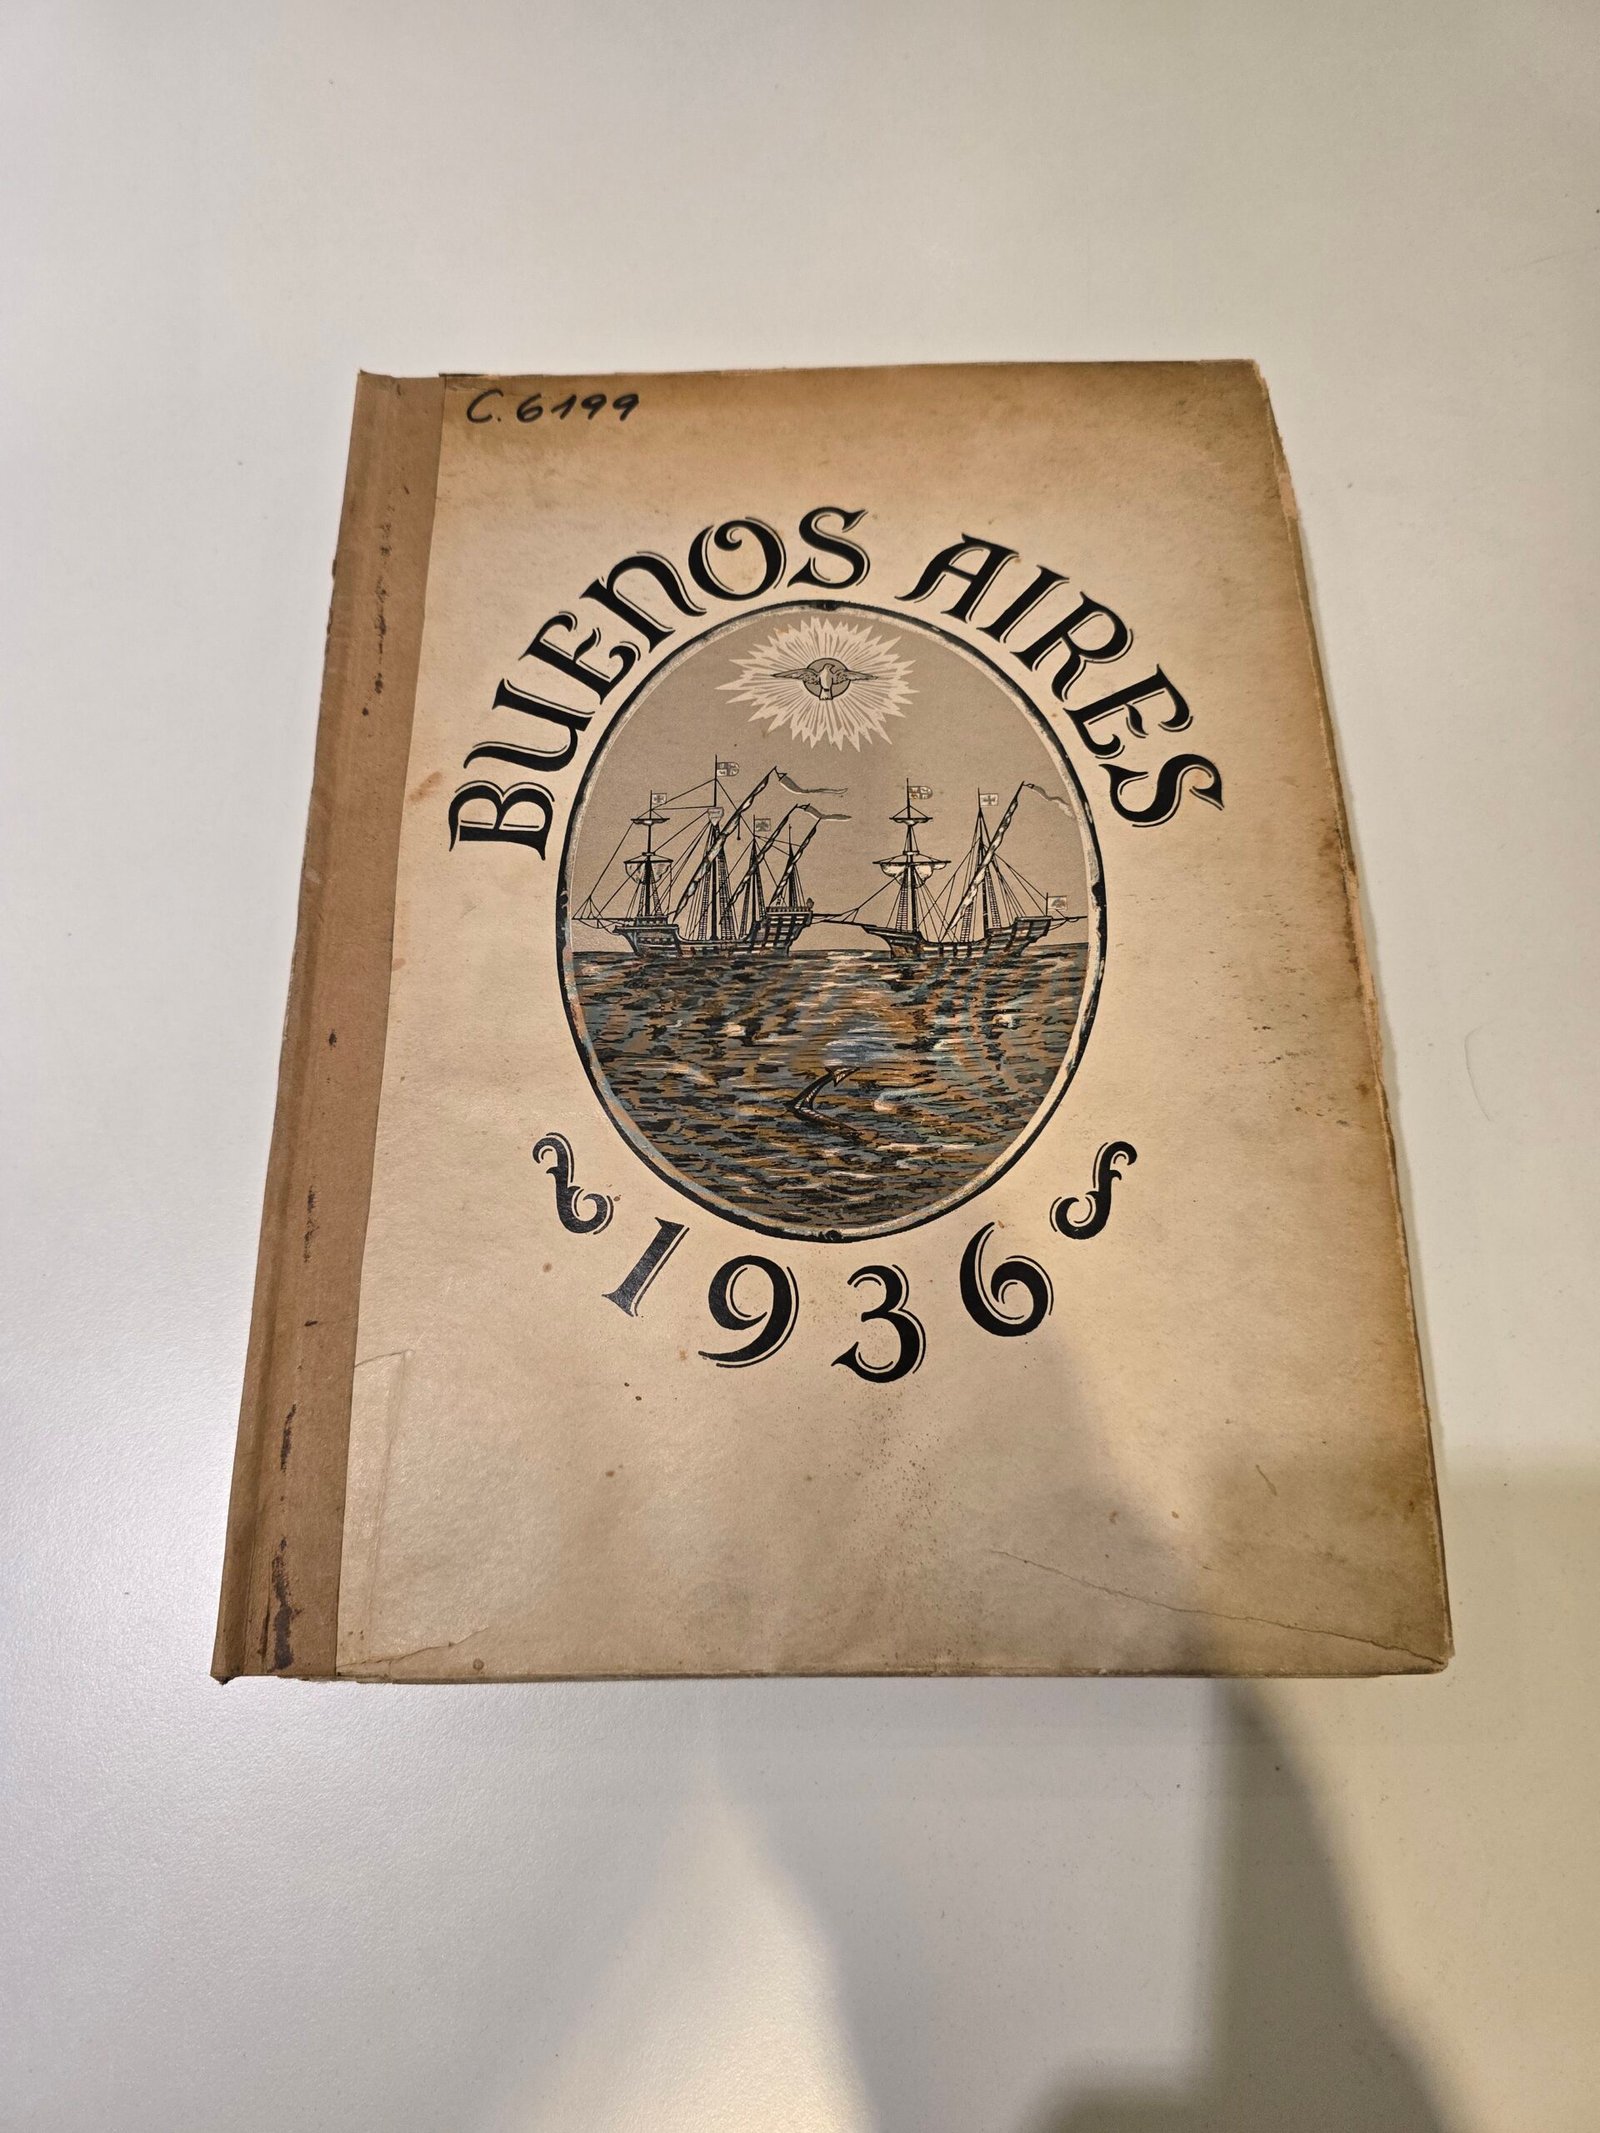 C. 6199
BUENOS AIRES
1936